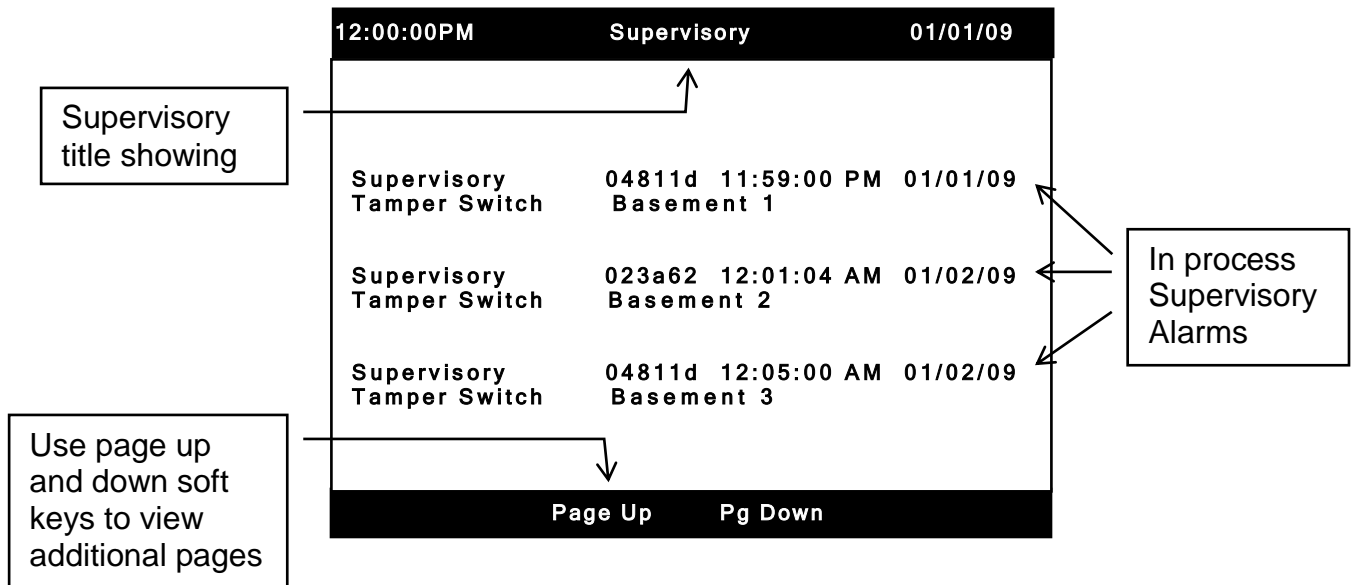 12:00:00PM Supervisory 01/01/09
Supervisory
title showing
Supervisory 04811d 11:59:00 PM 01/01/09
Tamper Switch Basement 1
Supervisory 023a62 12:01:04 AM 01/02/09
Tamper Switch Basement 2
In process
Supervisory
Alarms
Supervisory 04811d 12:05:00 AM 01/02/09
Tamper Switch Basement 3
Use page up
and down soft
keys to view
additional pages
Page Up Pg Down